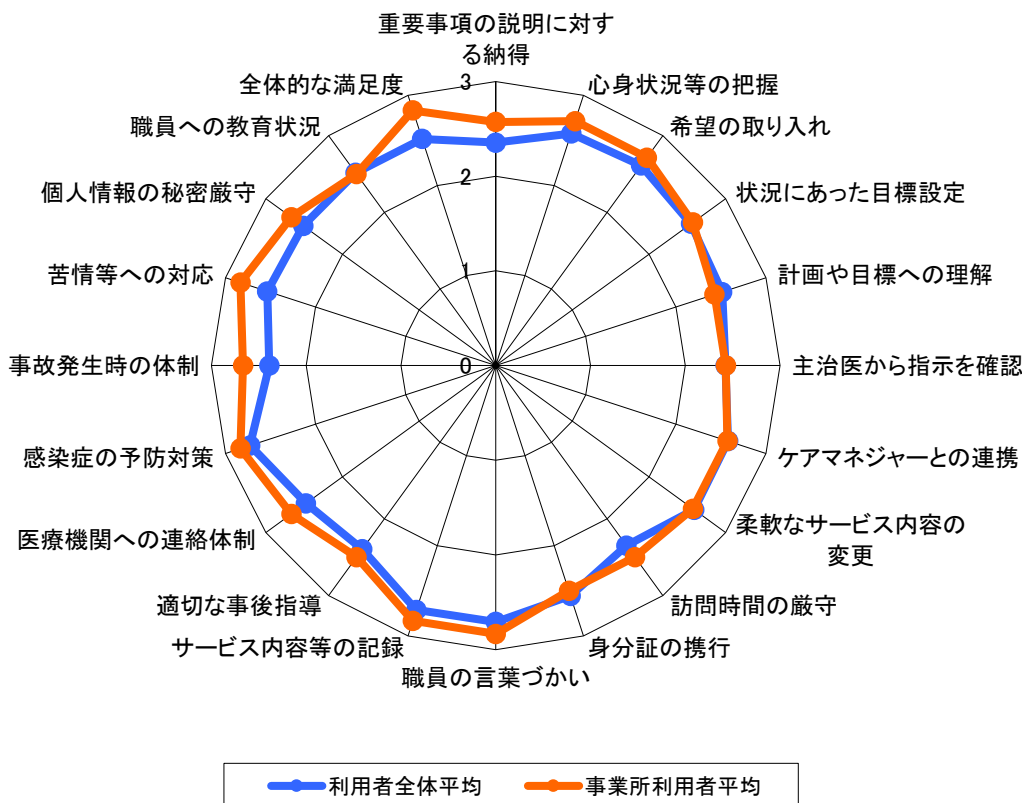 重要事項の説明に対す
る納得
心身状況等の把握
希望の取り入れ
状況にあった目標設定
計画や目標への理解
主治医から指示を確認
ケアマネジャーとの連携
柔軟なサービス内容の
変更
訪問時間の厳守
身分証の携行
職員の言葉づかい
サービス内容等の記録
適切な事後指導
医療機関への連絡体制
感染症の予防対策
事故発生時の体制
苦情等への対応
個人情報の秘密厳守
職員への教育状況
全体的な満足度
3
2
1
0
利用者全体平均
事業所利用者平均